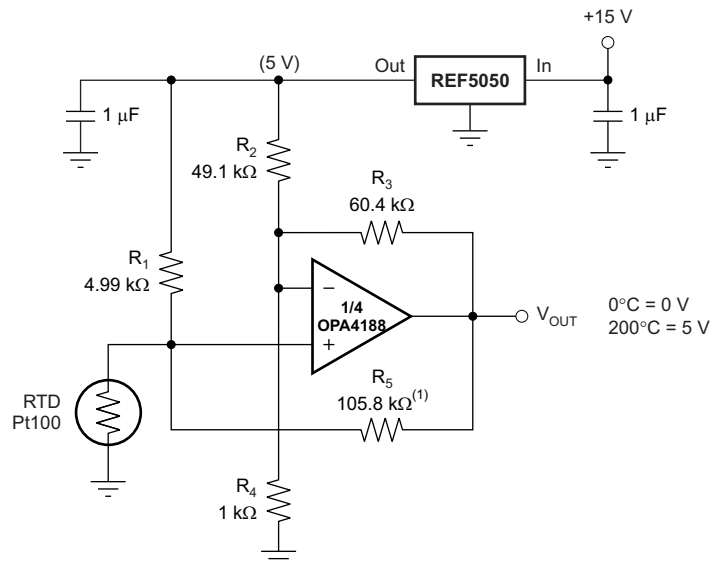 +15 V
(5 V)
Out
REF5050
In
1 μF
1 μF
R2
49.1 kΩ
R3
60.4 kΩ
R1
4.99 kΩ
−
1/4
OPA4188
+
VOUT
0°C = 0 V
200°C = 5 V
RTD
Pt100
R5
105.8 kΩ(1)
R4
1 kΩ